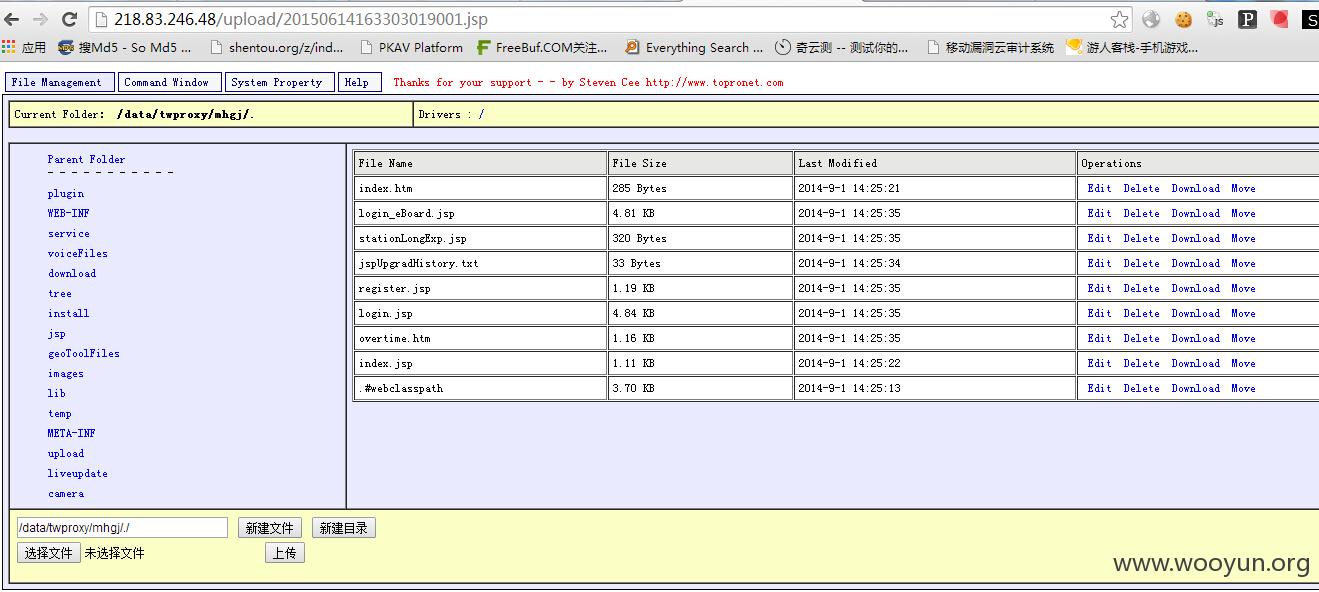 218.83.246.48/upload/20150614163303019001.jsp
应用 搜Md5 - So Md5 ... shentou.org/z/ind... PKAV Platform FreeBuf.COM关注... Everything Search ... 奇云测 -- 测试你的... 移动漏洞云审计系统 游人客栈-手机游戏...
File Management Command Window System Property Help Thanks for your support - - by Steven Cee http://www.topronet.com
Current Folder: /data/twproxy/mhgj/. Drivers : /
Parent Folder
- - - - - - - - - - -
plugin
WEB-INF
service
voiceFiles
download
tree
install
jsp
geoToolFiles
images
lib
temp
META-INF
upload
liveupdate
camera
File Name File Size Last Modified Operations
index.htm 285 Bytes 2014-9-1 14:25:21 Edit Delete Download Move
login_eBoard.jsp 4.81 KB 2014-9-1 14:25:35 Edit Delete Download Move
stationLongExp.jsp 320 Bytes 2014-9-1 14:25:35 Edit Delete Download Move
jspUpgradHistory.txt 33 Bytes 2014-9-1 14:25:34 Edit Delete Download Move
register.jsp 1.19 KB 2014-9-1 14:25:35 Edit Delete Download Move
login.jsp 4.84 KB 2014-9-1 14:25:35 Edit Delete Download Move
overtime.htm 1.16 KB 2014-9-1 14:25:35 Edit Delete Download Move
index.jsp 1.11 KB 2014-9-1 14:25:22 Edit Delete Download Move
.#webclasspath 3.70 KB 2014-9-1 14:25:13 Edit Delete Download Move
/data/twproxy/mhgj/./ 新建文件 新建目录
选择文件 未选择文件 上传
www.wooyun.org